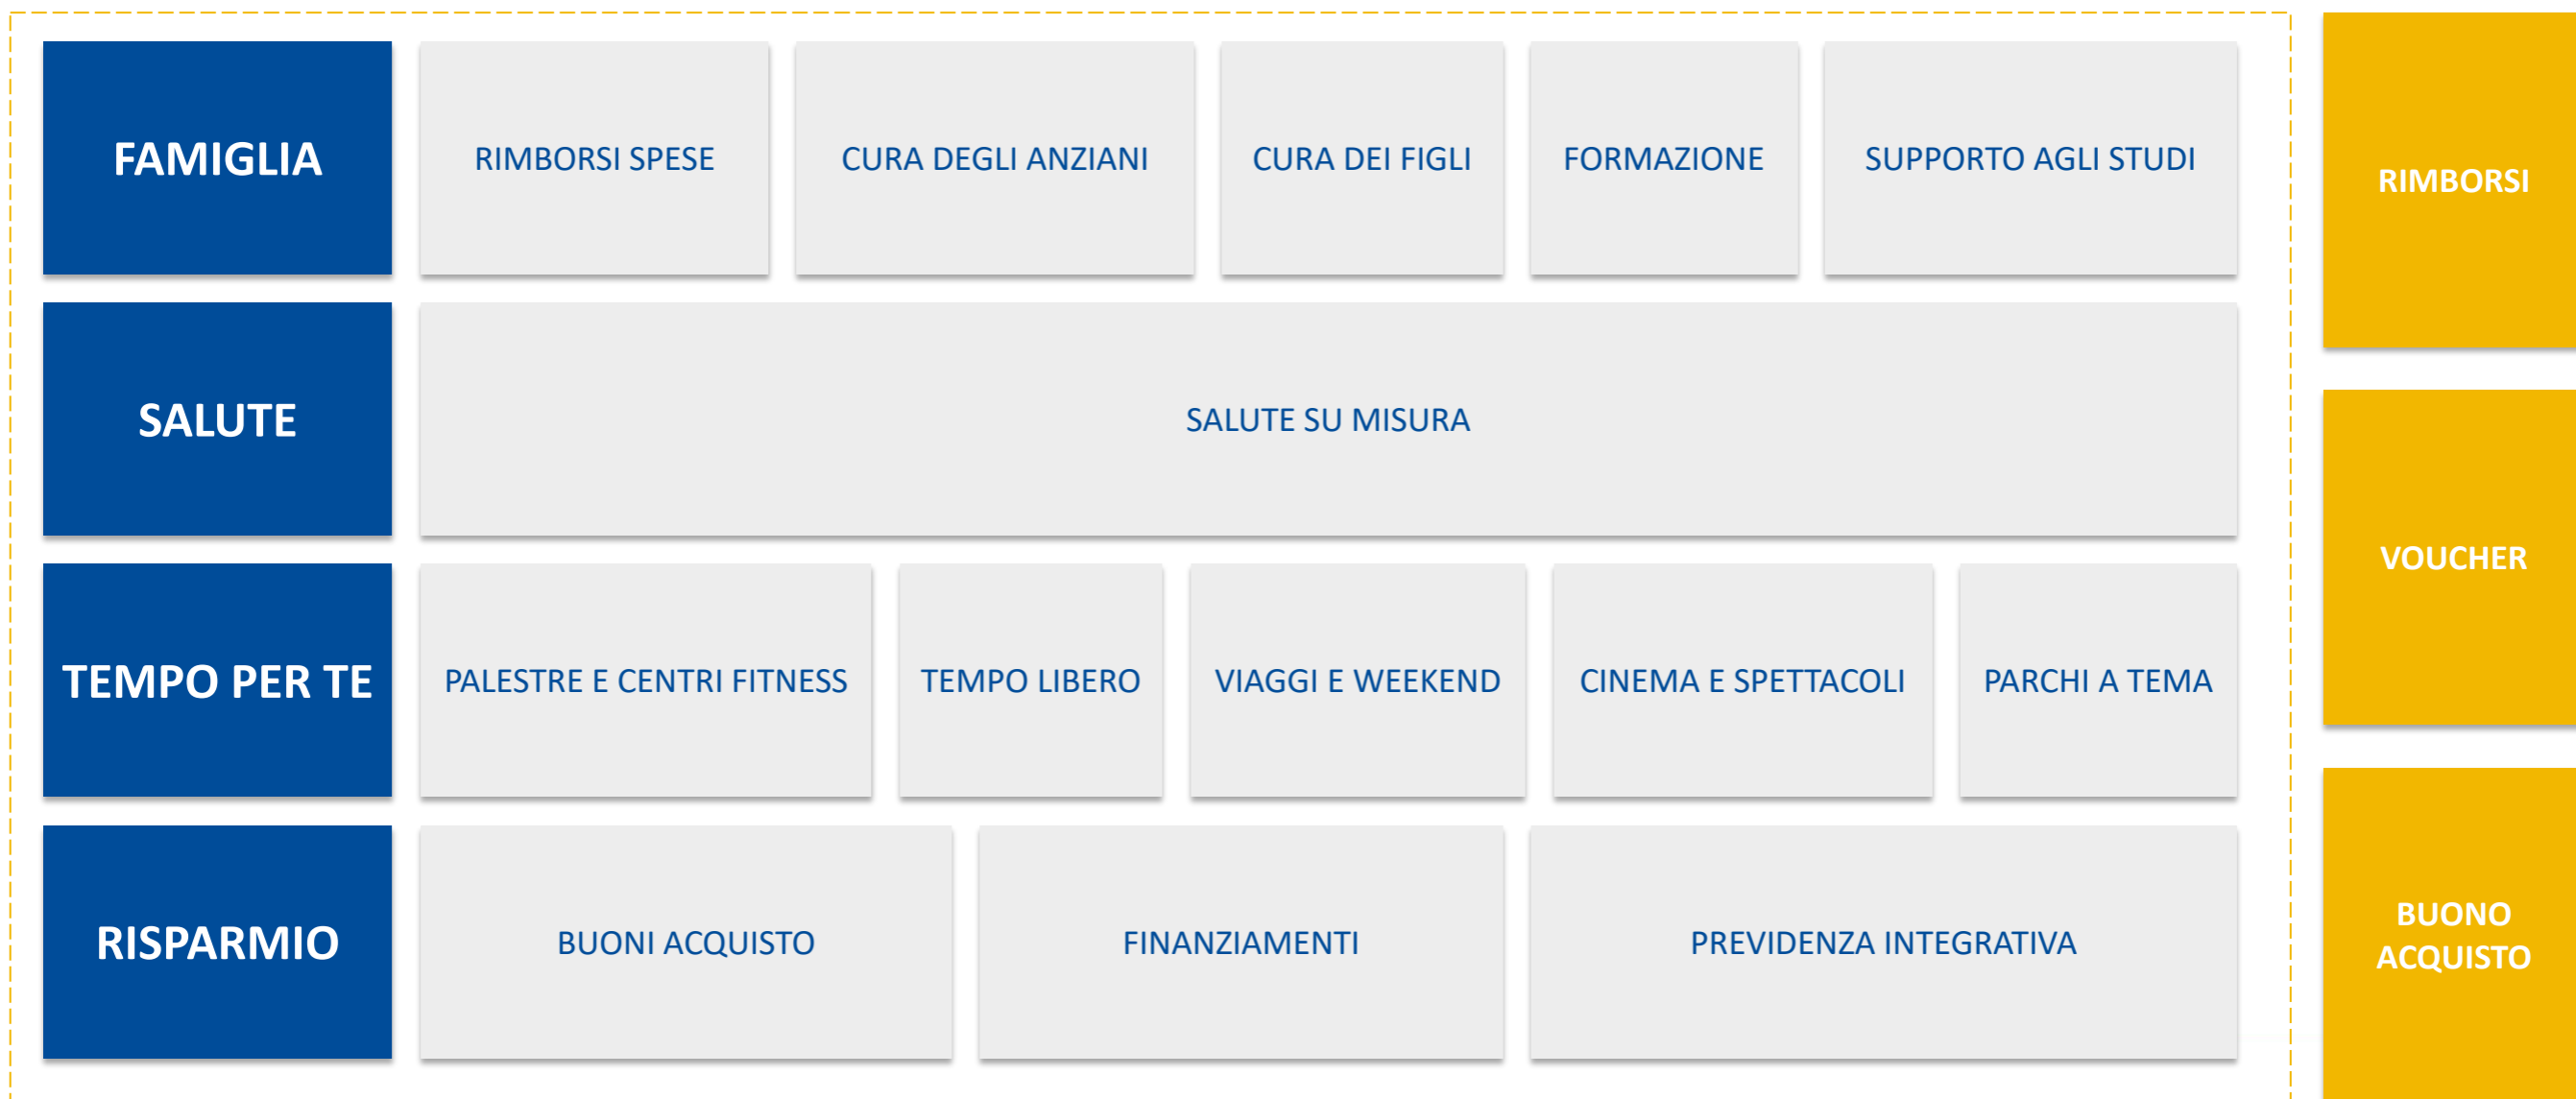 FAMIGLIA
RIMBORSI SPESE
CURA DEGLI ANZIANI
CURA DEI FIGLI
FORMAZIONE
SUPPORTO AGLI STUDI
SALUTE
SALUTE SU MISURA
TEMPO PER TE
PALESTRE E CENTRI FITNESS
TEMPO LIBERO
VIAGGI E WEEKEND
CINEMA E SPETTACOLI
PARCHI A TEMA
RISPARMIO
BUONI ACQUISTO
FINANZIAMENTI
PREVIDENZA INTEGRATIVA
RIMBORSI
VOUCHER
BUONO
ACQUISTO